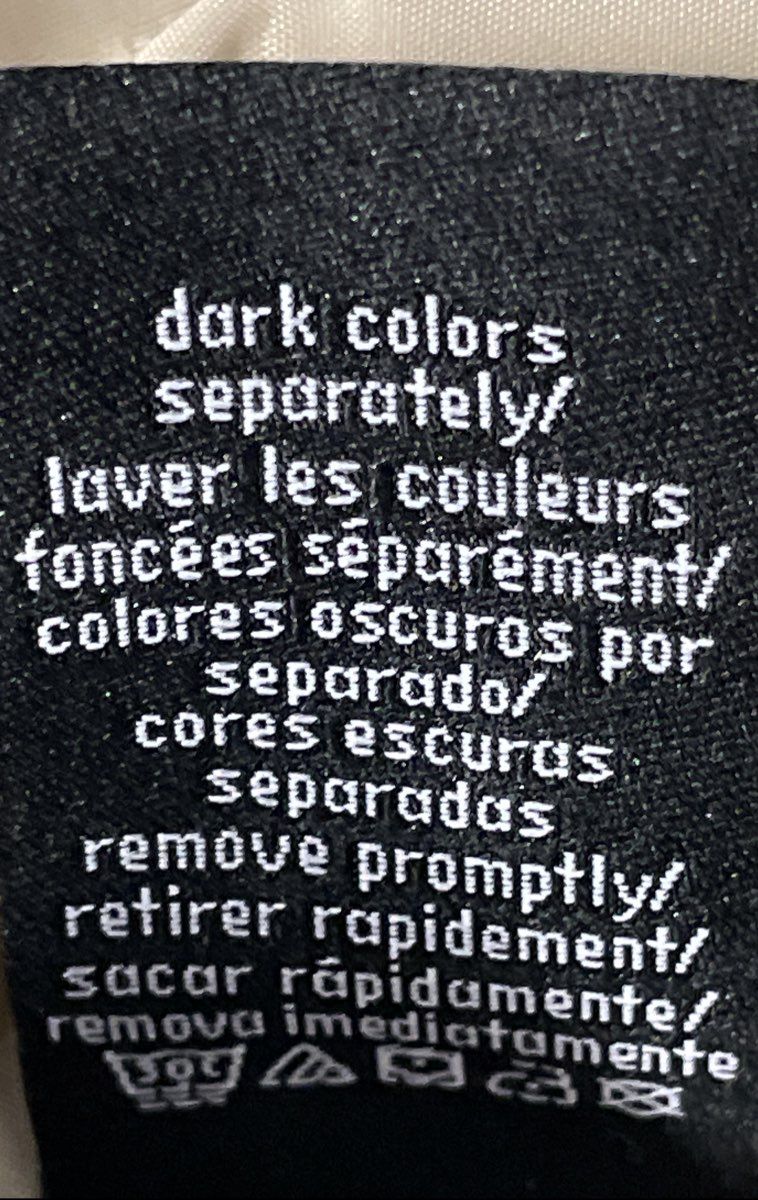 dark colors
separately/
laver les couleurs
foncées séparément/
colores oscuros por
separado/
cores escuras
separadas
remove promptly/
retirer rapidement/
sacar rápidamente/
remova imediatamente
30C